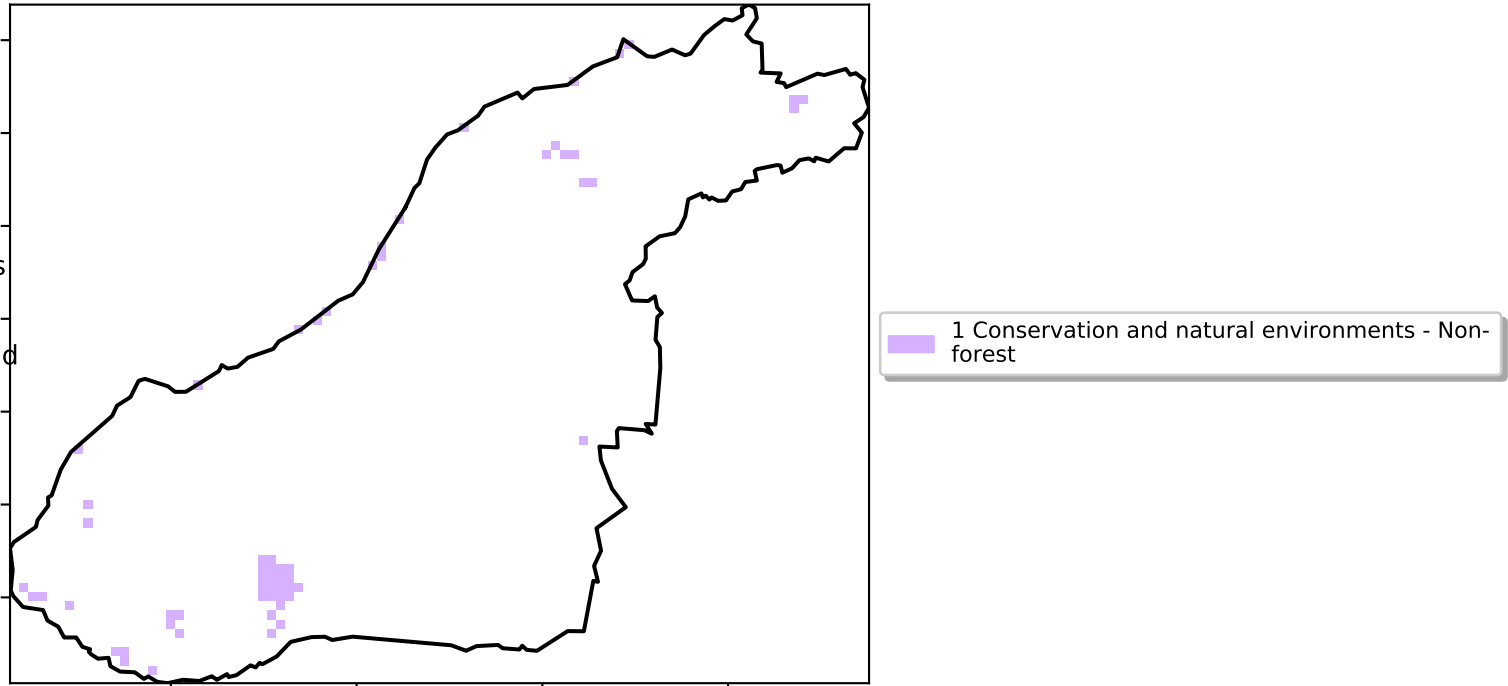 s
d
1 Conservation and natural environments - Non-
forest